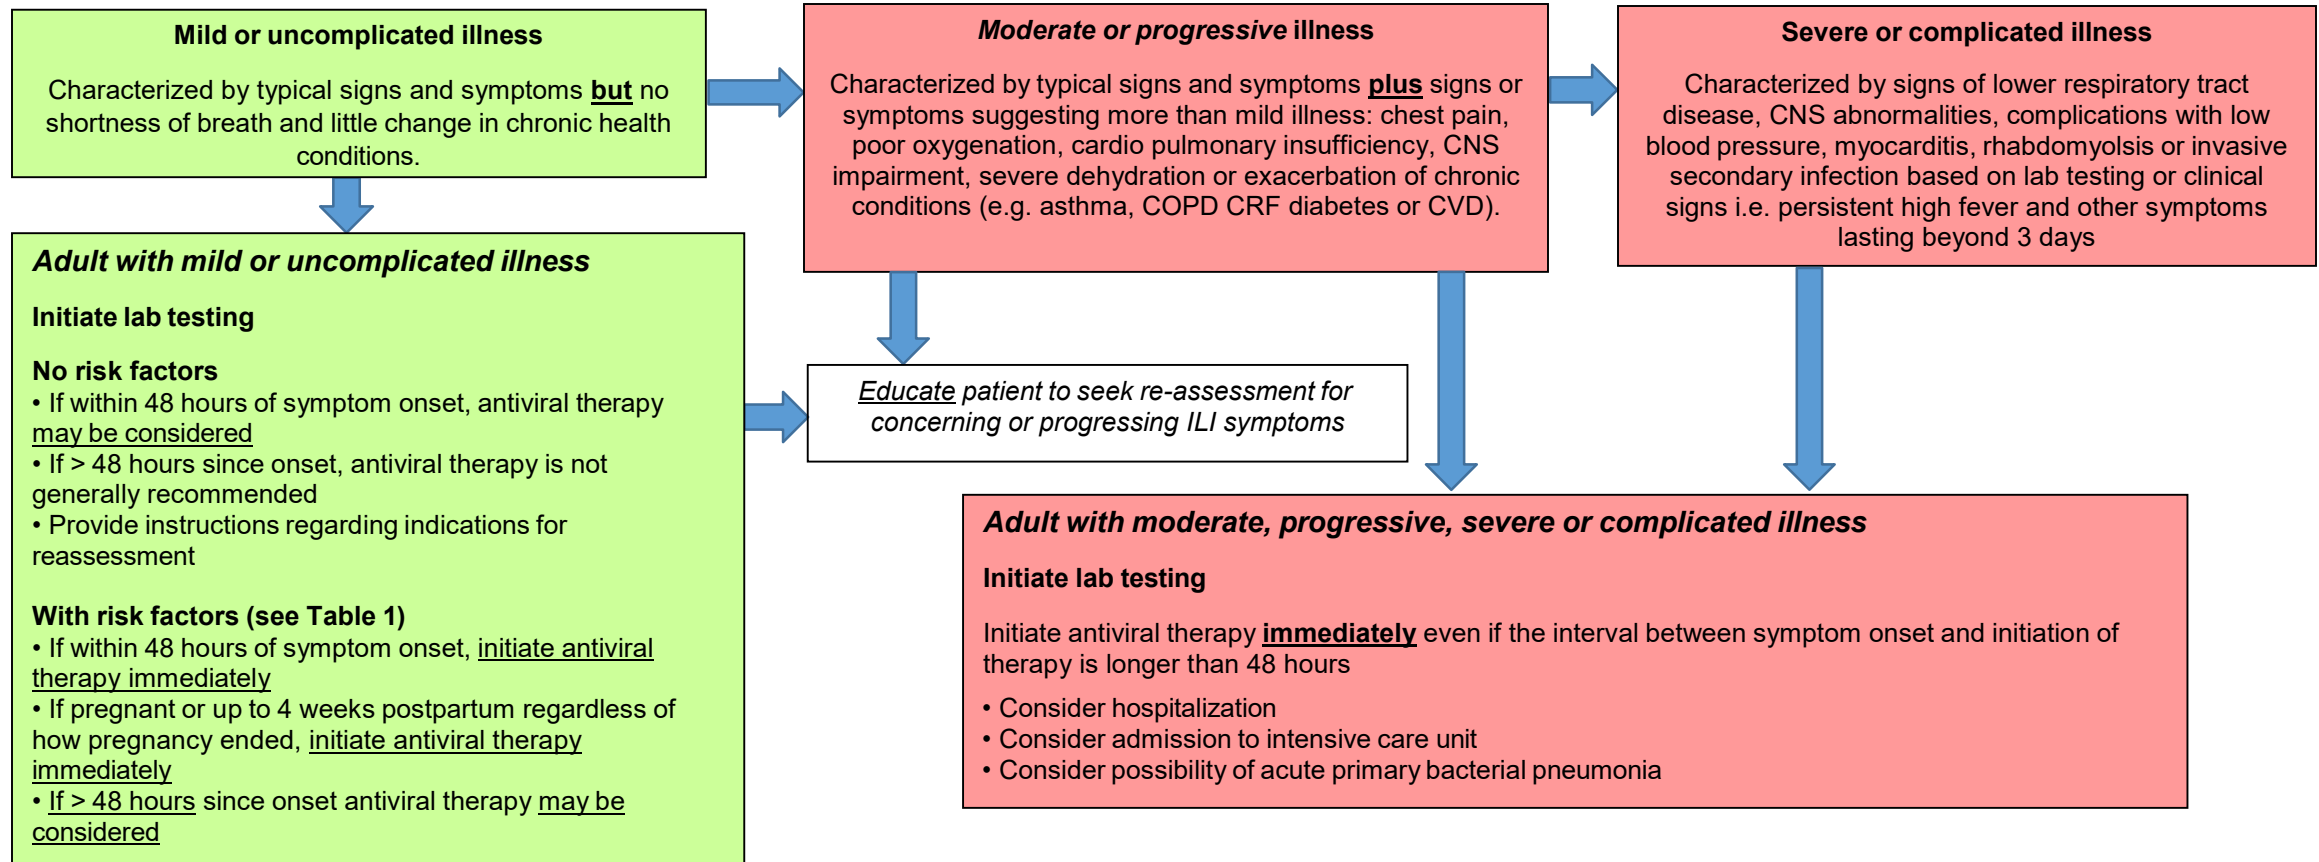 Mild or uncomplicated illness
Characterized by typical signs and symptoms but no
shortness of breath and little change in chronic health
conditions.
Moderate or progressive illness
Characterized by typical signs and symptoms plus signs or
symptoms suggesting more than mild illness: chest pain,
poor oxygenation, cardio pulmonary insufficiency, CNS
impairment, severe dehydration or exacerbation of chronic
conditions (e.g. asthma, COPD CRF diabetes or CVD).
Severe or complicated illness
Characterized by signs of lower respiratory tract
disease, CNS abnormalities, complications with low
blood pressure, myocarditis, rhabdomyolsis or invasive
secondary infection based on lab testing or clinical
signs i.e. persistent high fever and other symptoms
lasting beyond 3 days
Adult with mild or uncomplicated illness
Initiate lab testing
No risk factors
• If within 48 hours of symptom onset, antiviral therapy
may be considered
• If > 48 hours since onset, antiviral therapy is not
generally recommended
• Provide instructions regarding indications for
reassessment
With risk factors (see Table 1)
• If within 48 hours of symptom onset, initiate antiviral
therapy immediately
• If pregnant or up to 4 weeks postpartum regardless of
how pregnancy ended, initiate antiviral therapy
immediately
• If > 48 hours since onset antiviral therapy may be
considered
Educate patient to seek re-assessment for
concerning or progressing ILI symptoms
Adult with moderate, progressive, severe or complicated illness
Initiate lab testing
Initiate antiviral therapy immediately even if the interval between symptom onset and initiation of
therapy is longer than 48 hours
• Consider hospitalization
• Consider admission to intensive care unit
• Consider possibility of acute primary bacterial pneumonia